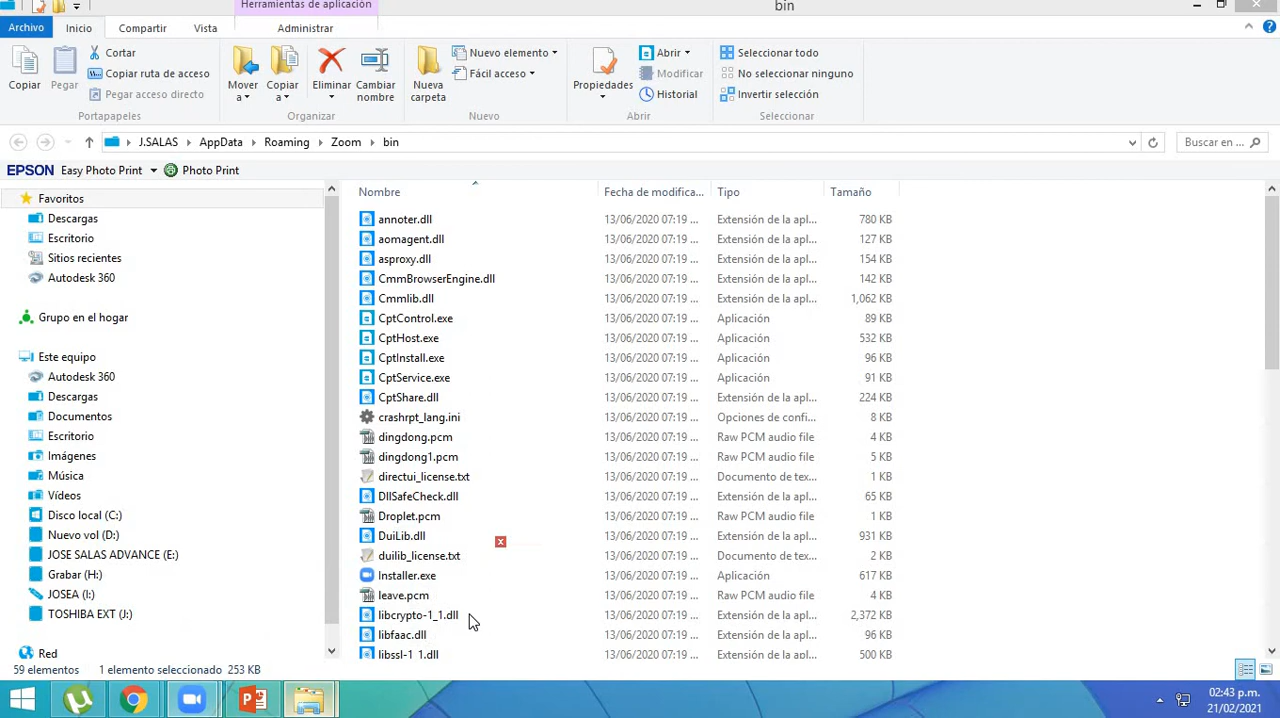 Herramientas de aplicación
bin
Archivo Inicio Compartir Vista Administrar
Copiar Pegar Cortar Copiar ruta de acceso Pegar acceso directo
Portapapeles
Mover a Copiar a Eliminar Cambiar nombre
Organizar
Nueva carpeta Nuevo elemento Fácil acceso
Nuevo
Propiedades Abrir Modificar Historial
Abrir
Seleccionar todo No seleccionar ninguno Invertir selección
Seleccionar
J.SALAS AppData Roaming Zoom bin Buscar en ...
EPSON Easy Photo Print Photo Print
Favoritos
Descargas
Escritorio
Sitios recientes
Autodesk 360
Grupo en el hogar
Este equipo
Autodesk 360
Descargas
Documentos
Escritorio
Imágenes
Música
Vídeos
Disco local (C:)
Nuevo vol (D:)
JOSE SALAS ADVANCE (E:)
Grabar (H:)
JOSEA (I:)
TOSHIBA EXT (J:)
Red
Nombre Fecha de modifica... Tipo Tamaño
annoter.dll 13/06/2020 07:19 ... Extensión de la apl... 780 KB
aomagent.dll 13/06/2020 07:19 ... Extensión de la apl... 127 KB
asproxy.dll 13/06/2020 07:19 ... Extensión de la apl... 154 KB
CmmBrowserEngine.dll 13/06/2020 07:19 ... Extensión de la apl... 142 KB
Cmmlib.dll 13/06/2020 07:19 ... Extensión de la apl... 1,062 KB
CptControl.exe 13/06/2020 07:19 ... Aplicación 89 KB
CptHost.exe 13/06/2020 07:19 ... Aplicación 532 KB
CptInstall.exe 13/06/2020 07:19 ... Aplicación 96 KB
CptService.exe 13/06/2020 07:19 ... Aplicación 91 KB
CptShare.dll 13/06/2020 07:19 ... Extensión de la apl... 224 KB
crashrpt_lang.ini 13/06/2020 07:19 ... Opciones de confi... 8 KB
dingdong.pcm 13/06/2020 07:19 ... Raw PCM audio file 4 KB
dingdong1.pcm 13/06/2020 07:19 ... Raw PCM audio file 5 KB
directui_license.txt 13/06/2020 07:19 ... Documento de tex... 1 KB
DllSafeCheck.dll 13/06/2020 07:19 ... Extensión de la apl... 65 KB
Droplet.pcm 13/06/2020 07:19 ... Raw PCM audio file 1 KB
DuiLib.dll 13/06/2020 07:19 ... Extensión de la apl... 931 KB
duilib_license.txt 13/06/2020 07:19 ... Documento de tex... 2 KB
Installer.exe 13/06/2020 07:19 ... Aplicación 617 KB
leave.pcm 13/06/2020 07:19 ... Raw PCM audio file 4 KB
libcrypto-1_1.dll 13/06/2020 07:19 ... Extensión de la apl... 2,372 KB
libfaac.dll 13/06/2020 07:19 ... Extensión de la apl... 96 KB
libssl-1_1.dll 13/06/2020 07:19 ... Extensión de la apl... 500 KB
59 elementos 1 elemento seleccionado 253 KB
02:43 p.m.
21/02/2021